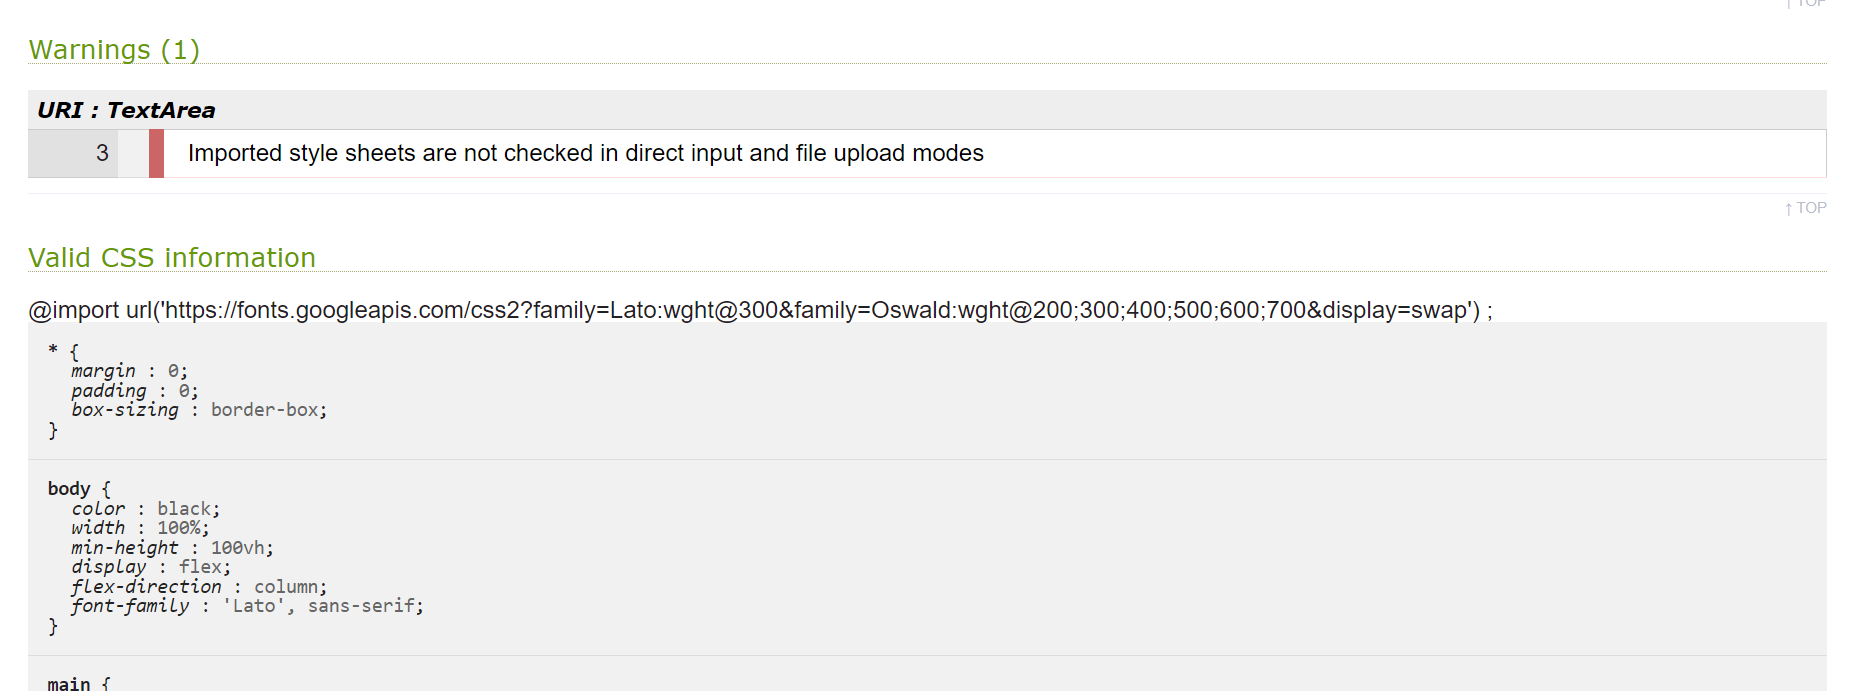 ↑ TOP
Warnings (1)
URI : TextArea
3 Imported style sheets are not checked in direct input and file upload modes
↑ TOP
Valid CSS information
@import url('https://fonts.googleapis.com/css2?family=Lato:wght@300&family=Oswald:wght@200;300;400;500;600;700&display=swap') ;
* {
margin : 0;
padding : 0;
box-sizing : border-box;
}
body {
color : black;
width : 100%;
min-height : 100vh;
display : flex;
flex-direction : column;
font-family : 'Lato', sans-serif;
}
main {